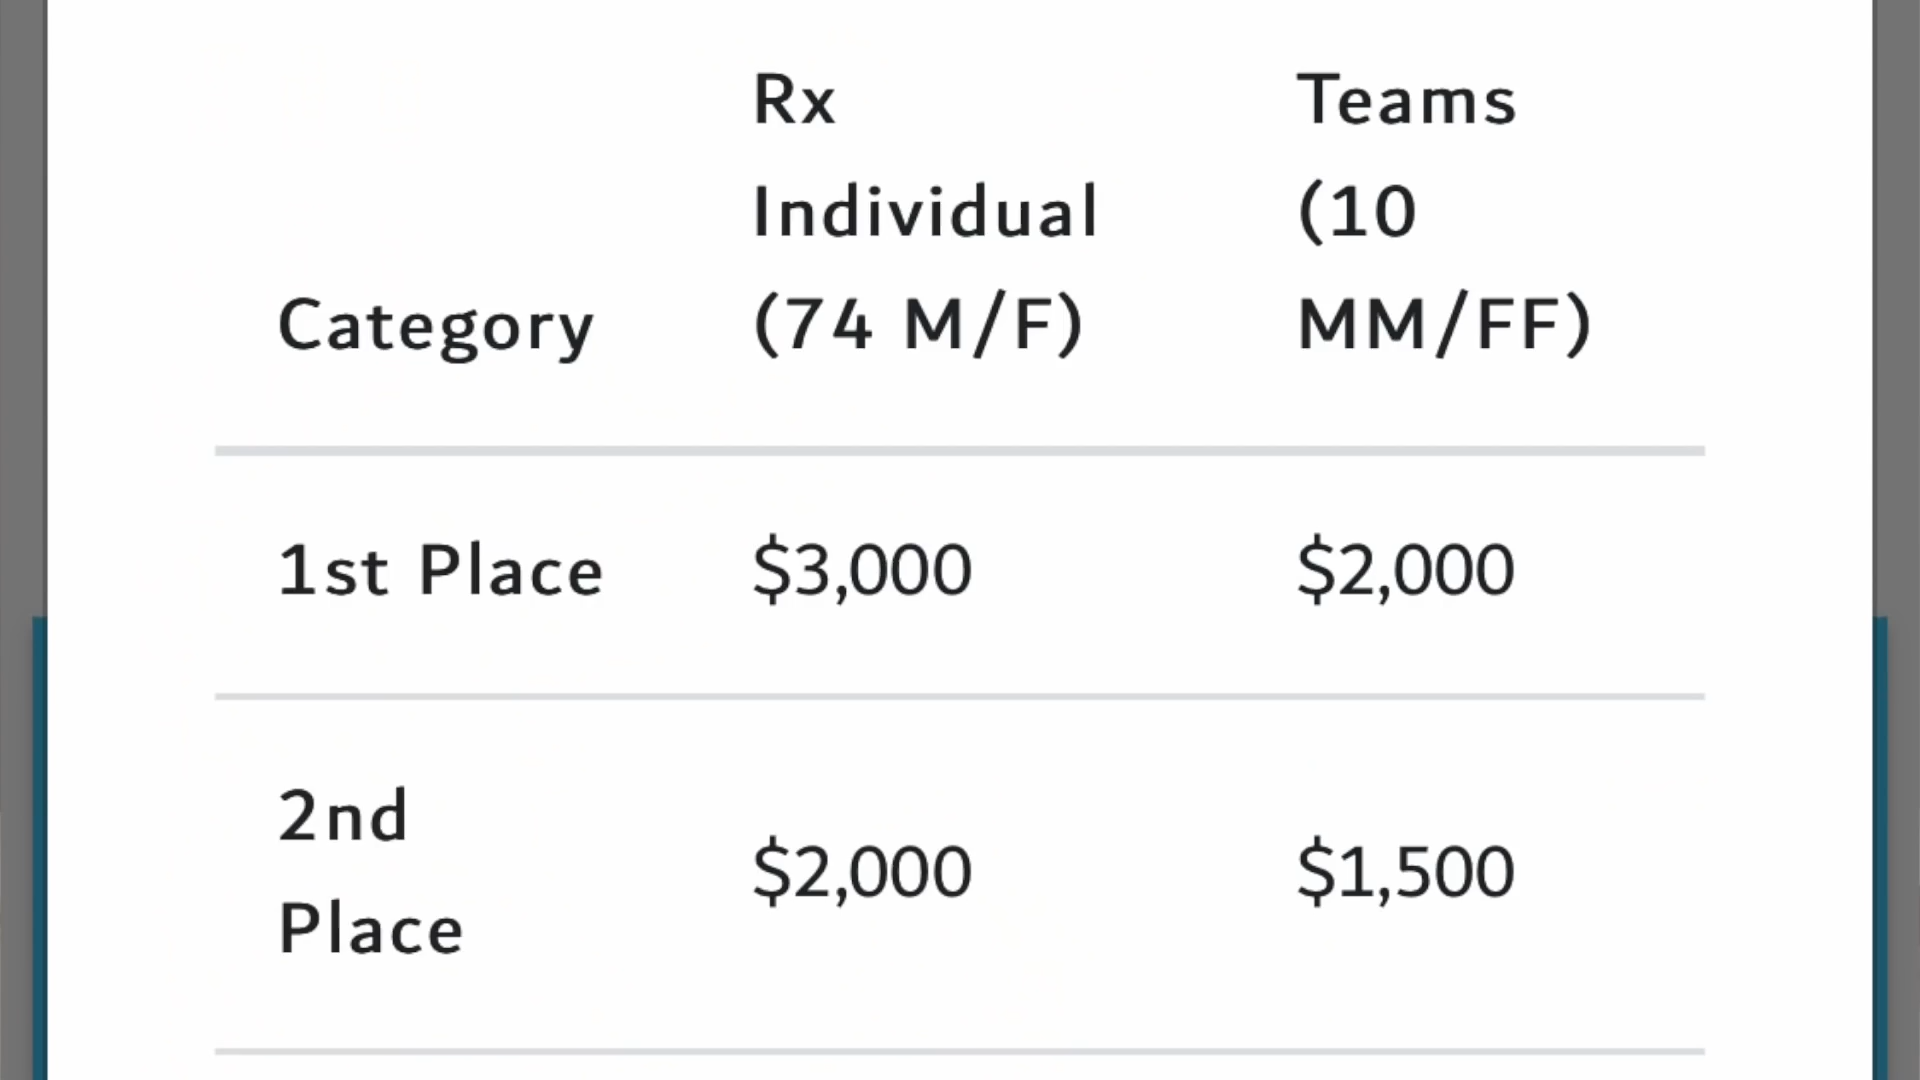 Category
Rx
Individual
(74 M/F)
Teams
(10
MM/FF)
1st Place
$3,000
$2,000
2nd
Place
$2,000
$1,500